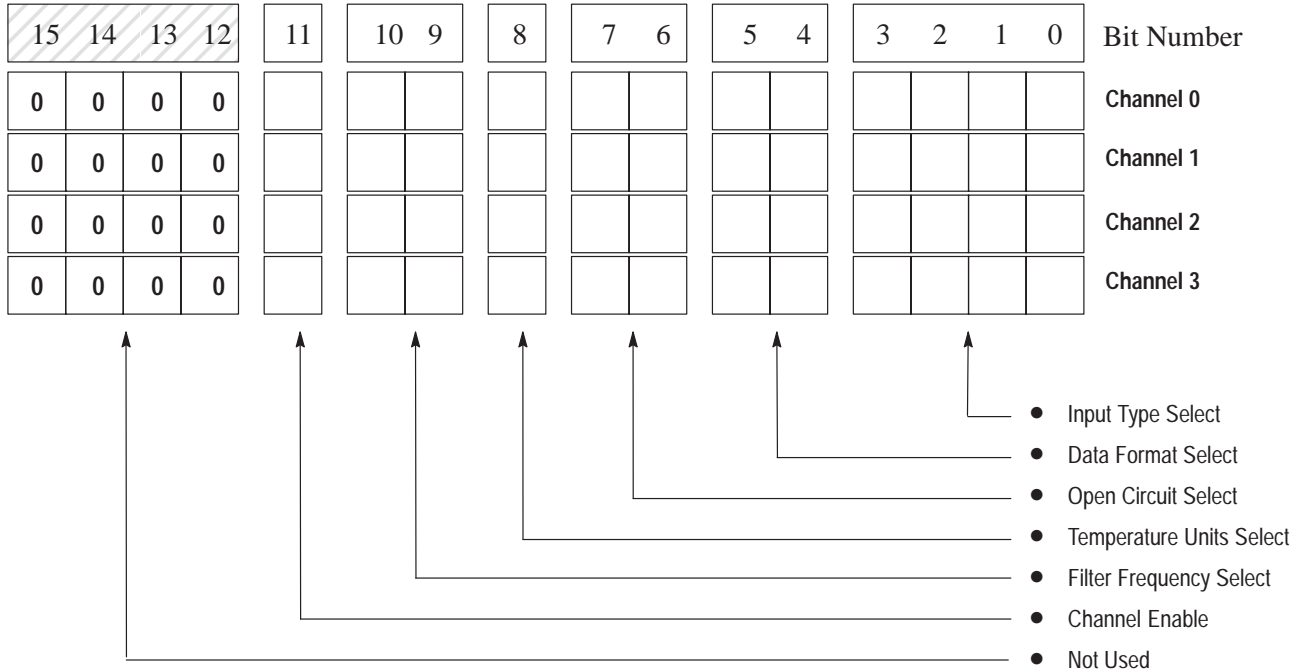 15 14 13 12 11 10 9 8 7 6 5 4 3 2 1 0 Bit Number
0 0 0 0 Channel 0
0 0 0 0 Channel 1
0 0 0 0 Channel 2
0 0 0 0 Channel 3
• Input Type Select
• Data Format Select
• Open Circuit Select
• Temperature Units Select
• Filter Frequency Select
• Channel Enable
• Not Used